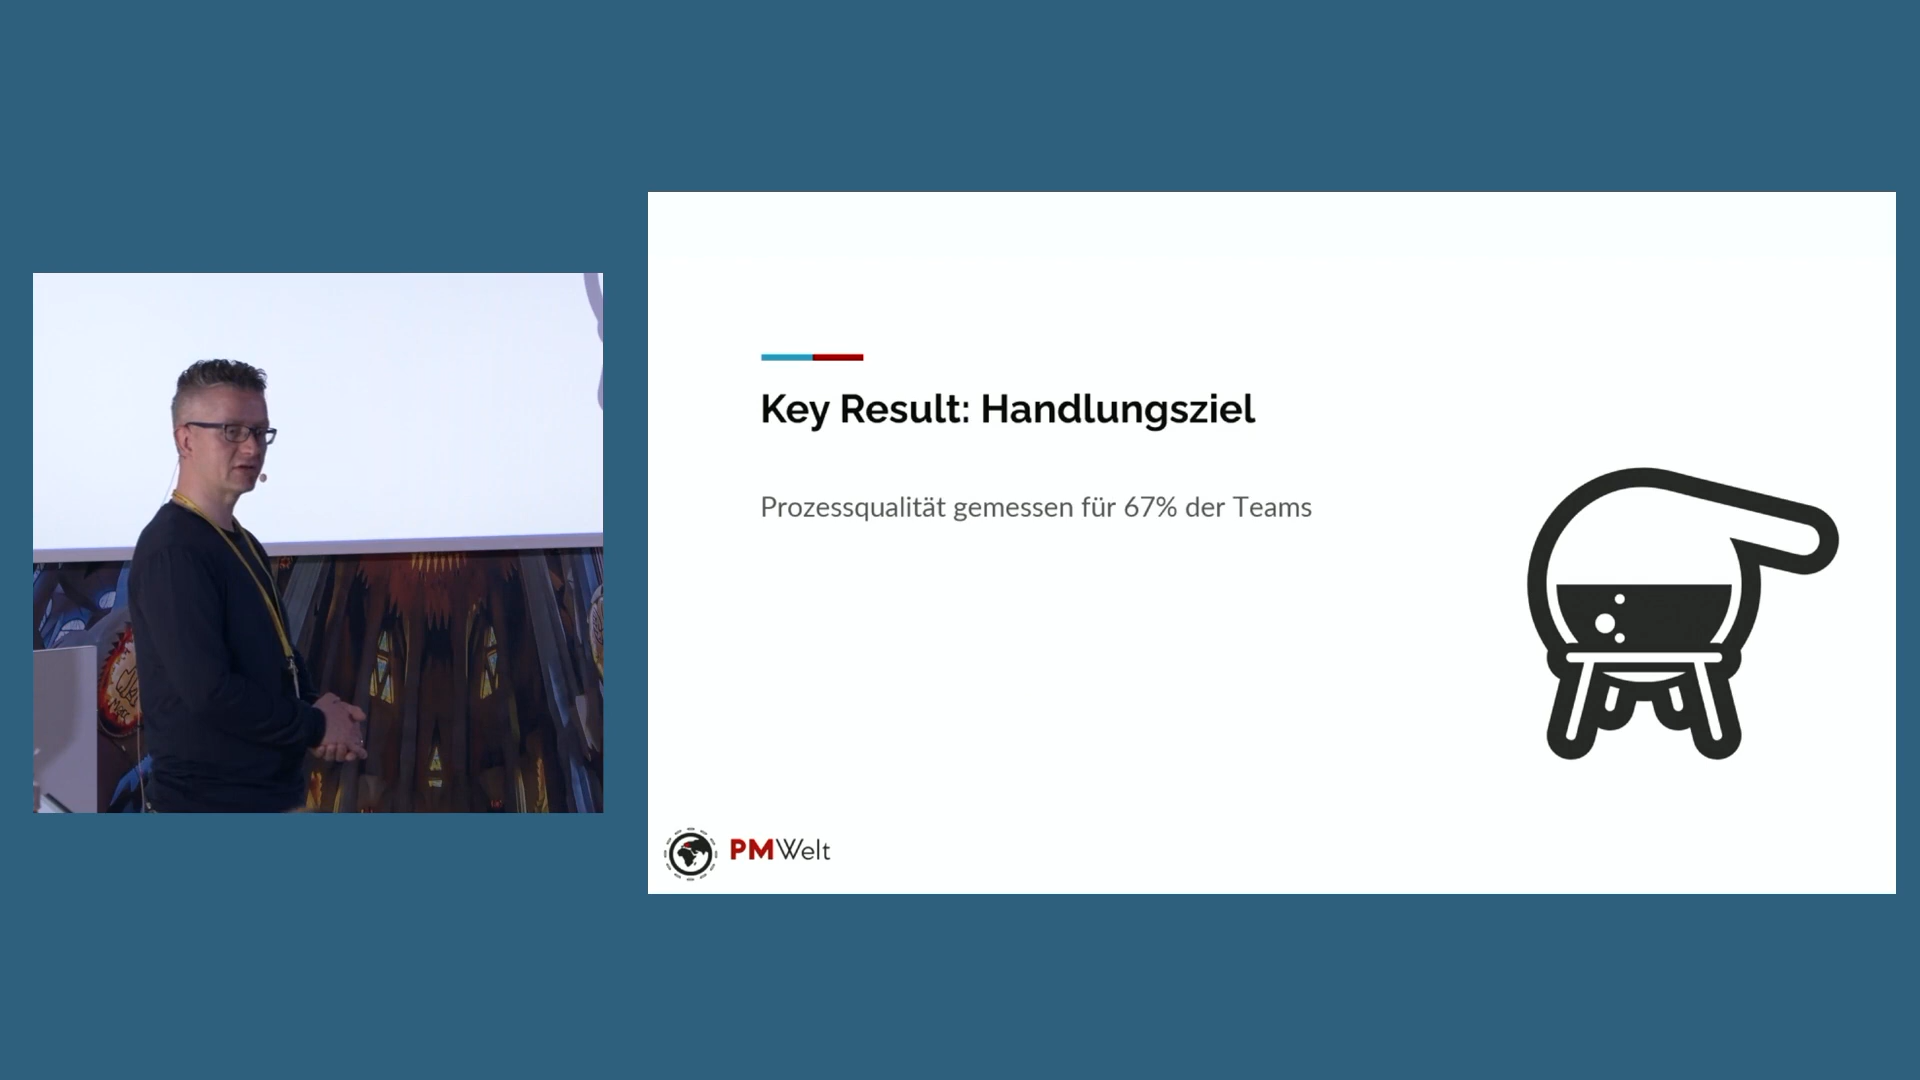 Key Result: Handlungsziel
Prozessqualität gemessen für 67% der Teams
PMWelt